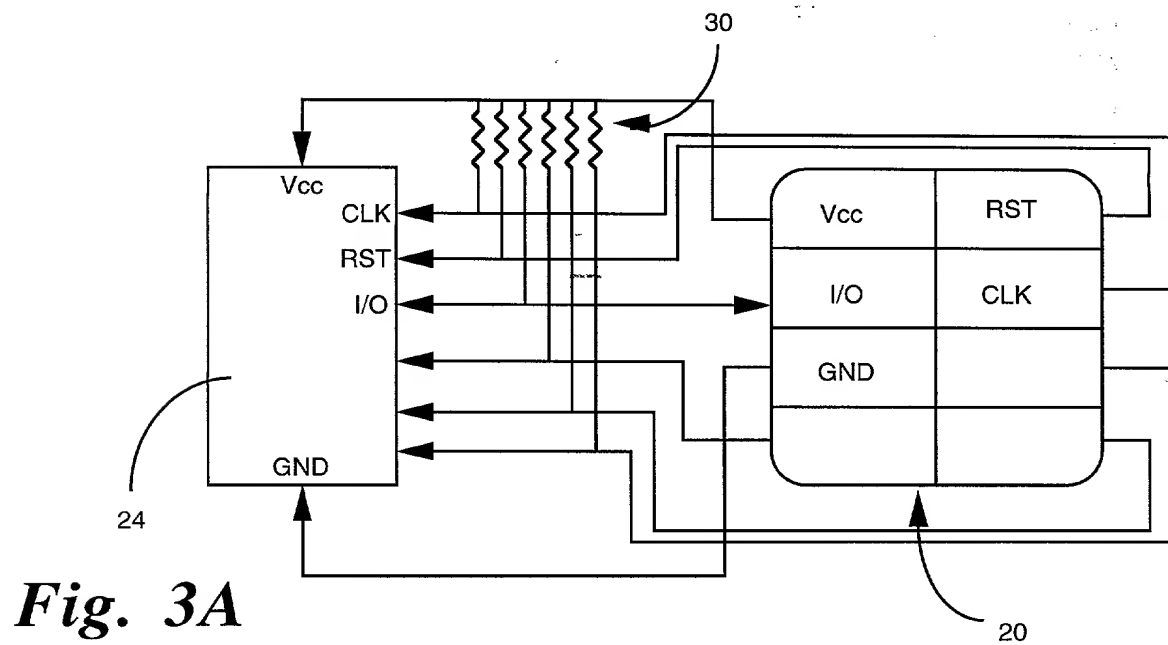 30
Vcc
CLK
RST
I/O
GND
24
Vcc RST
I/O CLK
GND
20
Fig. 3A